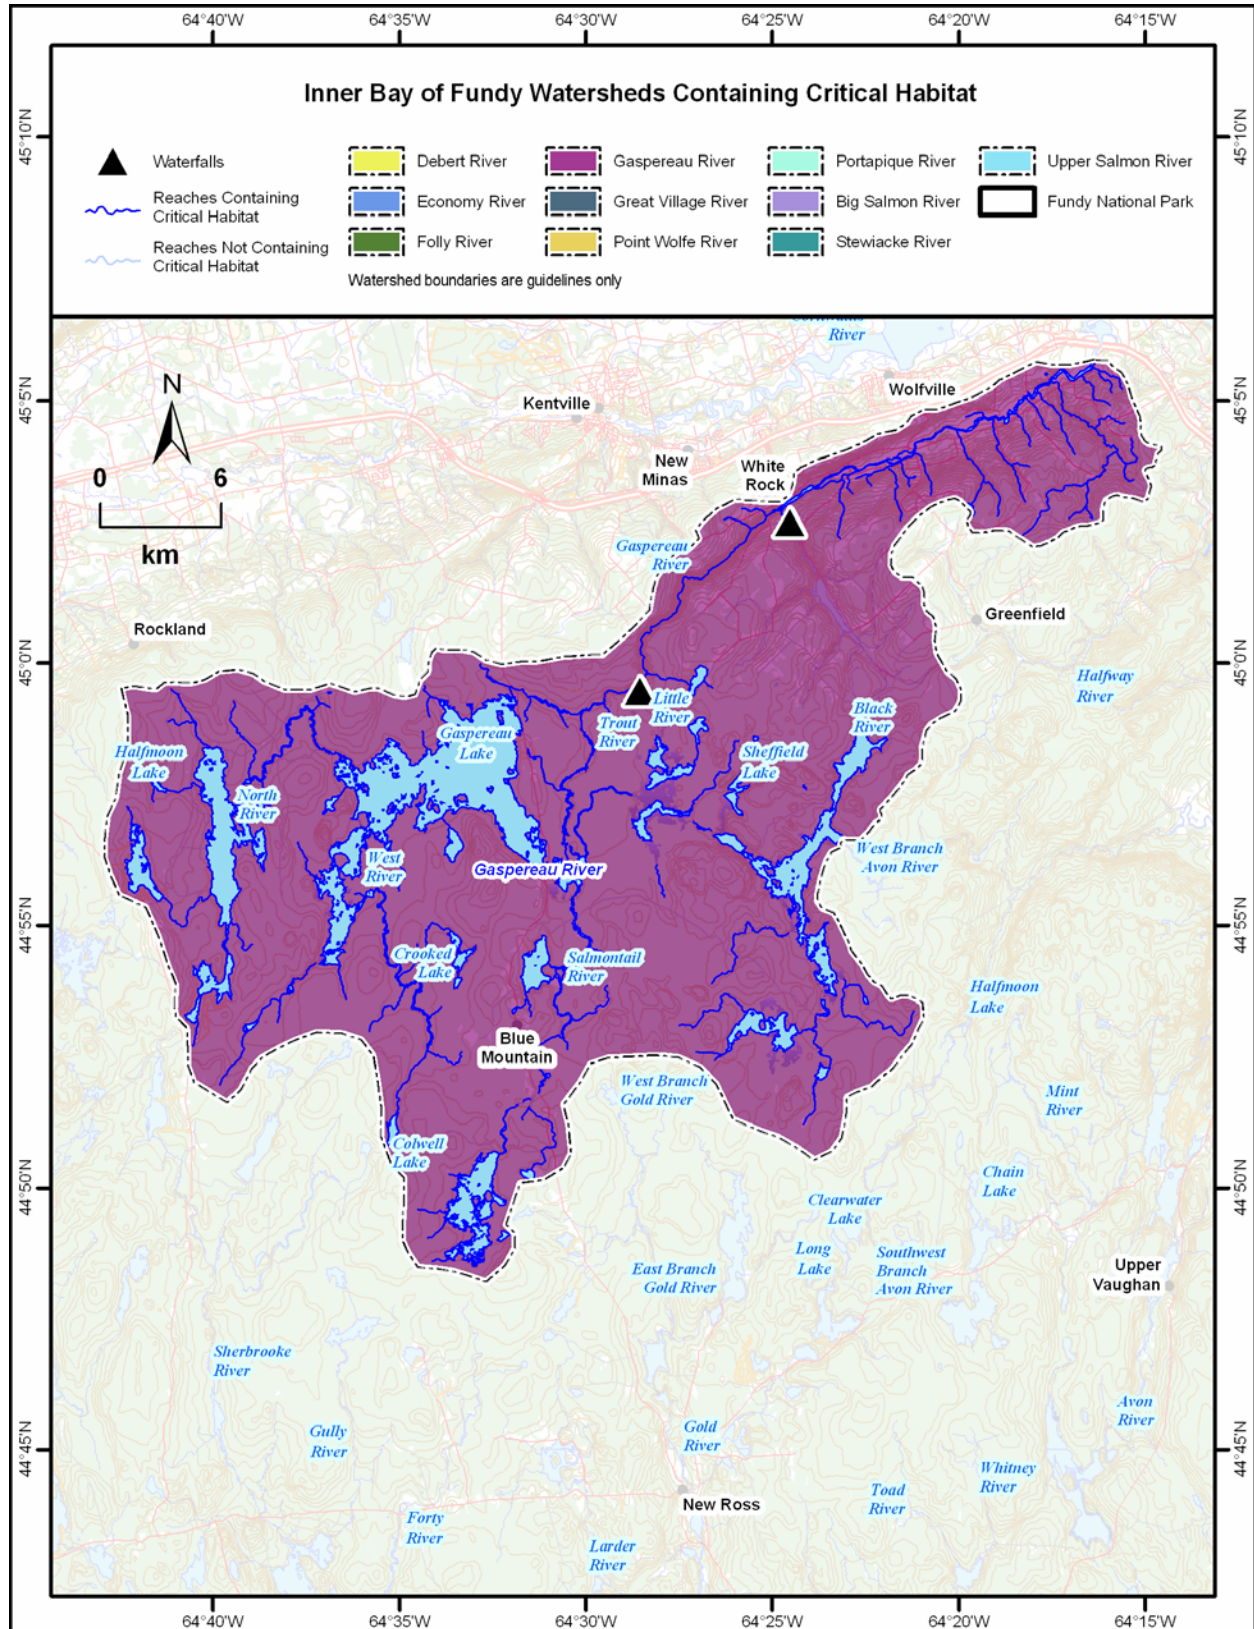 64°40'W 64°35'W 64°30'W 64°25'W 64°20'W 64°15'W
Inner Bay of Fundy Watersheds Containing Critical Habitat
45°10'N 45°10'N
Waterfalls
Reaches Containing
Critical Habitat
Reaches Not Containing
Critical Habitat
Debert River
Economy River
Folly River
Gaspereau River
Great Village River
Point Wolfe River
Portapique River
Big Salmon River
Stewiacke River
Upper Salmon River
Fundy National Park
Watershed boundaries are guidelines only
Cornwallis
River
N
0 6
km
45°5'N 45°5'N
Wolfville
Kentville
New
Minas
White
Rock
Gaspereau
River
Greenfield
Rockland
45°0'N 45°0'N
Halfway
River
Little
River
Trout
River
Black
River
Gaspereau
Lake
Halfmoon
Lake
Sheffield
Lake
North
River
West
River
Gaspereau River
West Branch
Avon River
44°55'N 44°55'N
Crooked
Lake
Salmontail
River
Halfmoon
Lake
Blue
Mountain
West Branch
Gold River
Mint
River
Colwell
Lake
Chain
Lake
44°50'N 44°50'N
Clearwater
Lake
Long
Lake
Southwest
Branch
Avon River
East Branch
Gold River
Upper
Vaughan
Sherbrooke
River
Avon
River
Gully
River
Gold
River
44°45'N 44°45'N
Whitney
River
Toad
River
New Ross
Forty
River
Larder
River
64°40'W 64°35'W 64°30'W 64°25'W 64°20'W 64°15'W